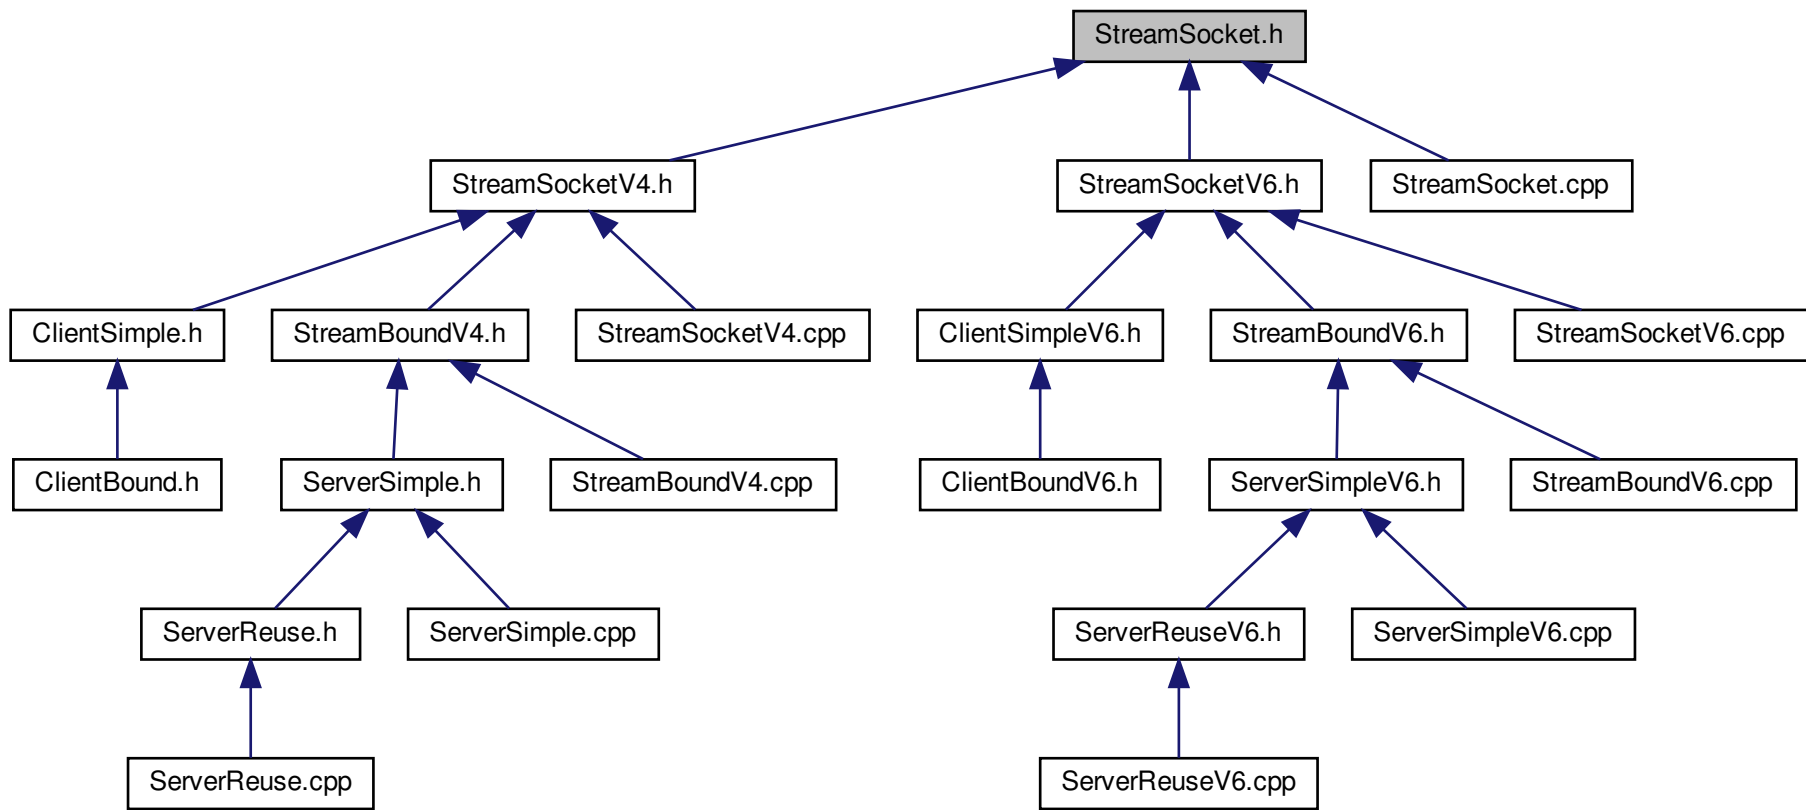 StreamSocket.h
StreamSocketV4.h
StreamSocketV6.h
StreamSocket.cpp
ClientSimple.h
StreamBoundV4.h
StreamSocketV4.cpp
ClientSimpleV6.h
StreamBoundV6.h
StreamSocketV6.cpp
ClientBound.h
ServerSimple.h
StreamBoundV4.cpp
ClientBoundV6.h
ServerSimpleV6.h
StreamBoundV6.cpp
ServerReuse.h
ServerSimple.cpp
ServerReuseV6.h
ServerSimpleV6.cpp
ServerReuse.cpp
ServerReuseV6.cpp